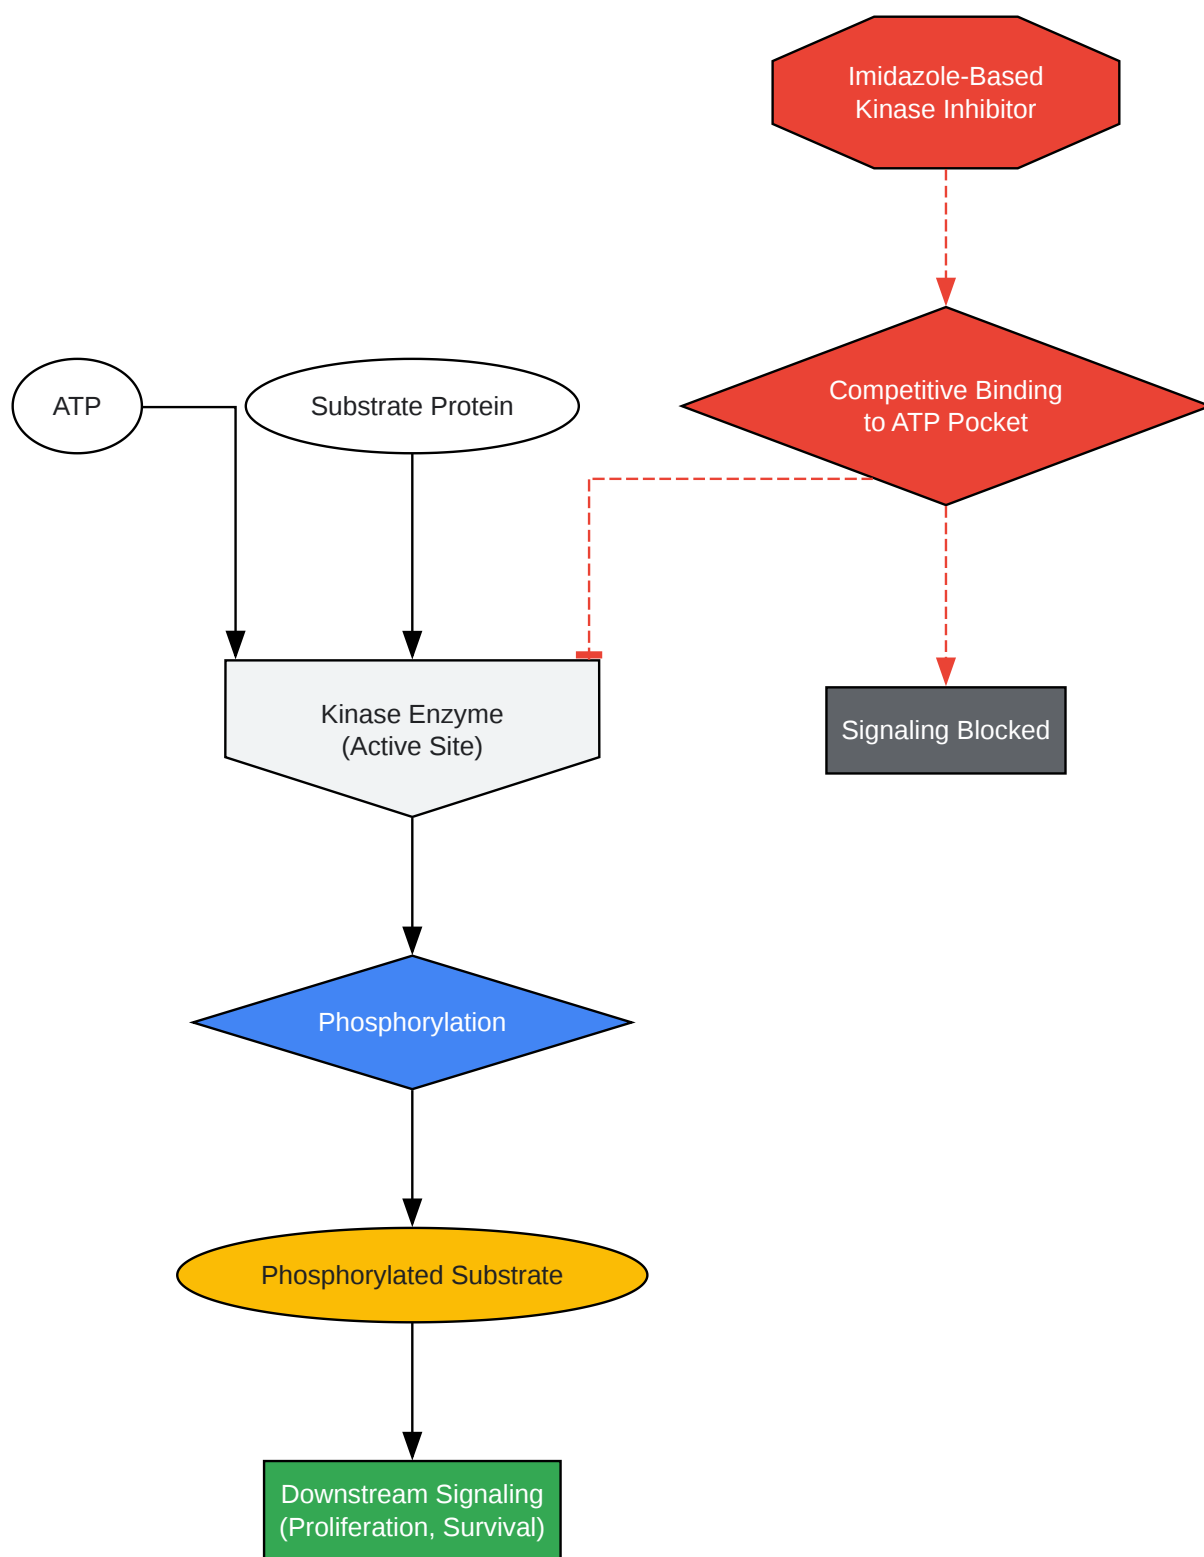 Imidazole-Based
Kinase Inhibitor
Competitive Binding
to ATP Pocket
ATP
Substrate Protein
Kinase Enzyme
(Active Site)
Signaling Blocked
Phosphorylation
Phosphorylated Substrate
Downstream Signaling
(Proliferation, Survival)